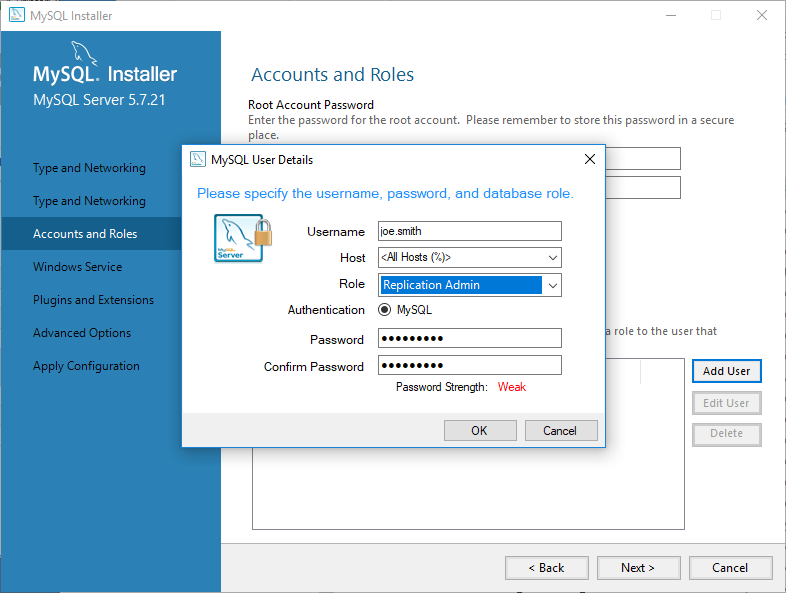 MySQL Installer
MySQL® Installer
MySQL Server 5.7.21
Type and Networking
Type and Networking
Accounts and Roles
Windows Service
Plugins and Extensions
Advanced Options
Apply Configuration
Accounts and Roles
Root Account Password
Enter the password for the root account. Please remember to store this password in a secure
place.
MySQL User Details
Please specify the username, password, and database role.
MySQL
Server
Username joe.smith
Host <All Hosts (%)>
Role Replication Admin
Authentication MySQL
Password •••••••••
Confirm Password •••••••••
Password Strength: Weak
OK Cancel
a role to the user that
Add User
Edit User
Delete
< Back Next > Cancel